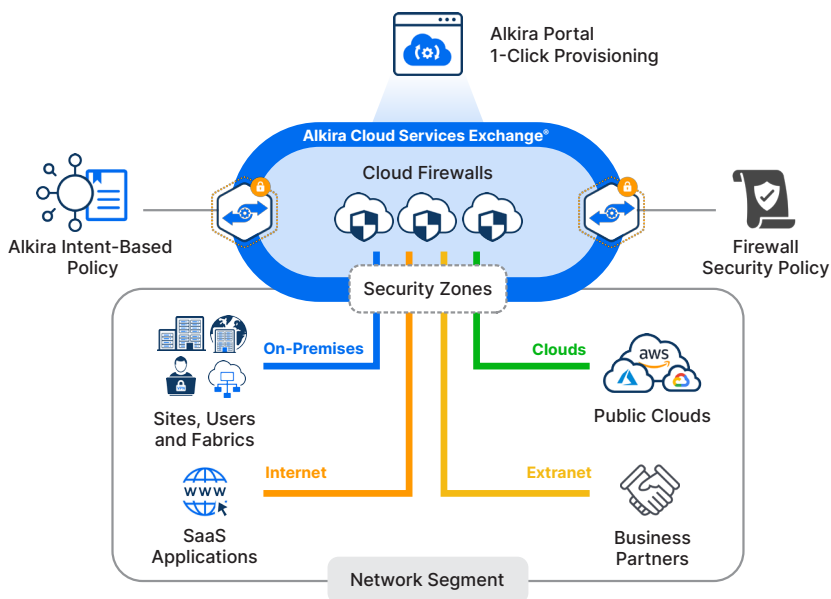 Alkira Portal
1-Click Provisioning
Alkira Cloud Services Exchange®
Cloud Firewalls
Alkira Intent-Based
Policy
Firewall
Security Policy
Security Zones
On-Premises
Clouds
aws
Sites, Users
and Fabrics
Public Clouds
Internet
Extranet
WWW
SaaS
Applications
Business
Partners
Network Segment